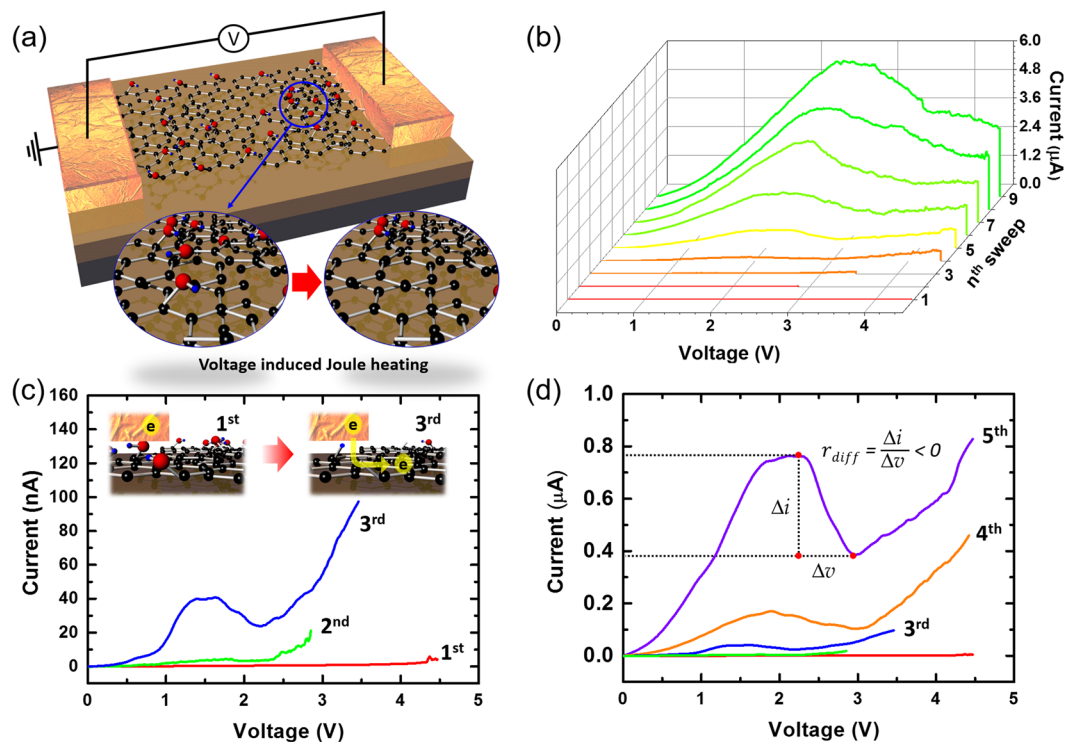 (a)
V
Voltage induced Joule heating
(b)
6.0
4.8
3.6
2.4
1.2
0.0
Current (μA)
9
7
5
3
1
nth sweep
0
1
2
3
4
Voltage (V)
(c)
160
140
120
100
80
60
40
20
0
Current (nA)
e
1st
e
e
3rd
3rd
2nd
1st
0
1
2
3
4
5
Voltage (V)
(d)
1.0
0.8
0.6
0.4
0.2
0.0
Current (μA)
r_diff = Δi/Δv < 0
5th
Δi
Δv
4th
3rd
0
1
2
3
4
5
Voltage (V)